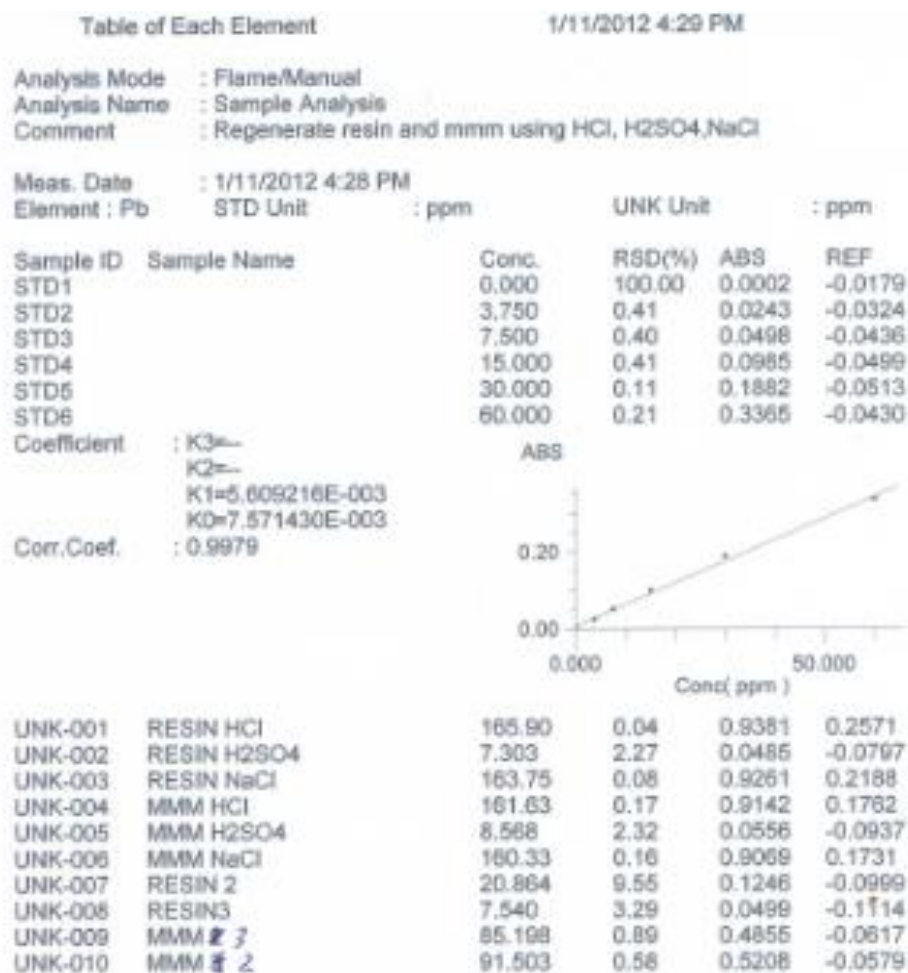 Table of Each Element 1/11/2012 4:29 PM
Analysis Mode : Flame/Manual
Analysis Name : Sample Analysis
Comment : Regenerate resin and mmm using HCl, H2SO4,NaCl
Meas. Date : 1/11/2012 4:28 PM
Element : Pb STD Unit : ppm UNK Unit : ppm
Sample ID Sample Name Conc. RSD(%) ABS REF
STD1 0.000 100.00 0.0002 -0.0179
STD2 3.750 0.41 0.0243 -0.0324
STD3 7.500 0.40 0.0498 -0.0436
STD4 15.000 0.41 0.0985 -0.0499
STD5 30.000 0.11 0.1882 -0.0513
STD6 60.000 0.21 0.3365 -0.0430
Coefficient : K3=--
K2=--
K1=5.609216E-003
K0=7.571430E-003
Corr.Coef. : 0.9979
ABS
0.20
0.00
0.000 50.000
Conc( ppm )
UNK-001 RESIN HCl 165.90 0.04 0.9381 0.2571
UNK-002 RESIN H2SO4 7.303 2.27 0.0485 -0.0797
UNK-003 RESIN NaCl 163.75 0.08 0.9261 0.2188
UNK-004 MMM HCl 161.63 0.17 0.9142 0.1762
UNK-005 MMM H2SO4 8.568 2.32 0.0556 -0.0937
UNK-006 MMM NaCl 160.33 0.16 0.9069 0.1731
UNK-007 RESIN 2 20.864 9.55 0.1246 -0.0999
UNK-008 RESIN3 7.540 3.29 0.0499 -0.1114
UNK-009 MMM 3 85.198 0.89 0.4855 -0.0617
UNK-010 MMM 2 91.503 0.58 0.5208 -0.0579